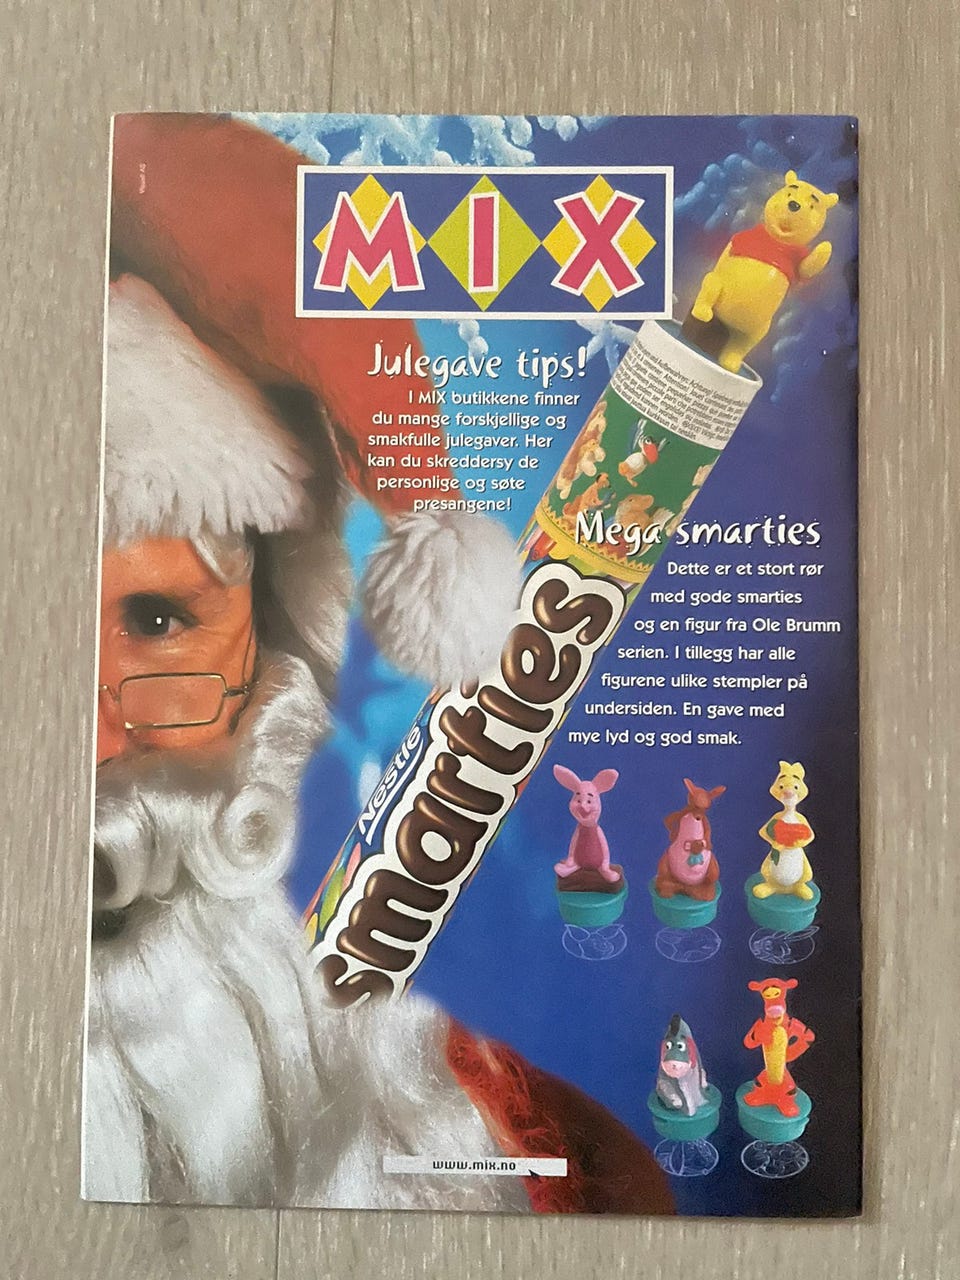 Visuell AS
MIX
Julegave tips!
I MIX butikkene finner
du mange forskjellige og
smakfulle julegaver. Her
kan du skreddersy de
personlige og søte
presangene!
Mega smarties
Dette er et stort rør
med gode smarties
og en figur fra Ole Brumm
serien. I tillegg har alle
figurene ulike stempler på
undersiden. En gave med
mye lyd og god smak.
Nestlé
smarties
smarties
www.mix.no